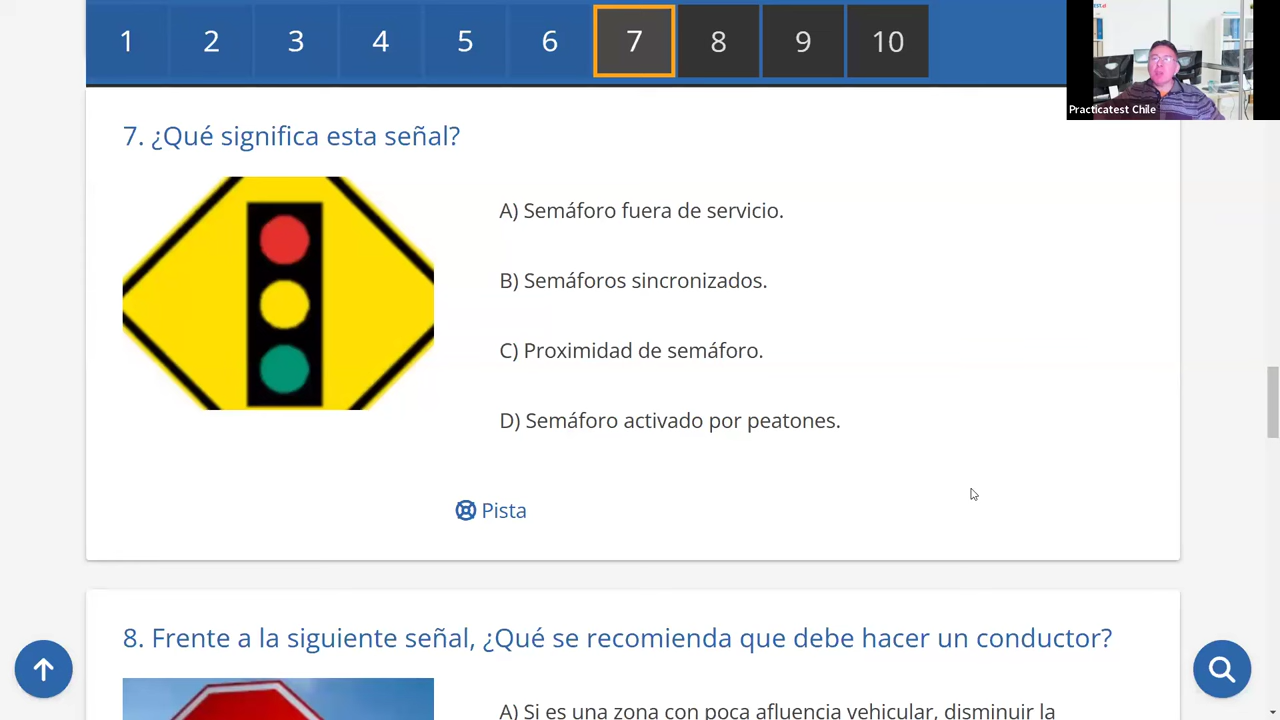 1 2 3 4 5 6 7 8 9 10
Practicatest Chile
7. ¿Qué significa esta señal?
A) Semáforo fuera de servicio.
B) Semáforos sincronizados.
C) Proximidad de semáforo.
D) Semáforo activado por peatones.
Pista
8. Frente a la siguiente señal, ¿Qué se recomienda que debe hacer un conductor?
A) Si es una zona con poca afluencia vehicular, disminuir la